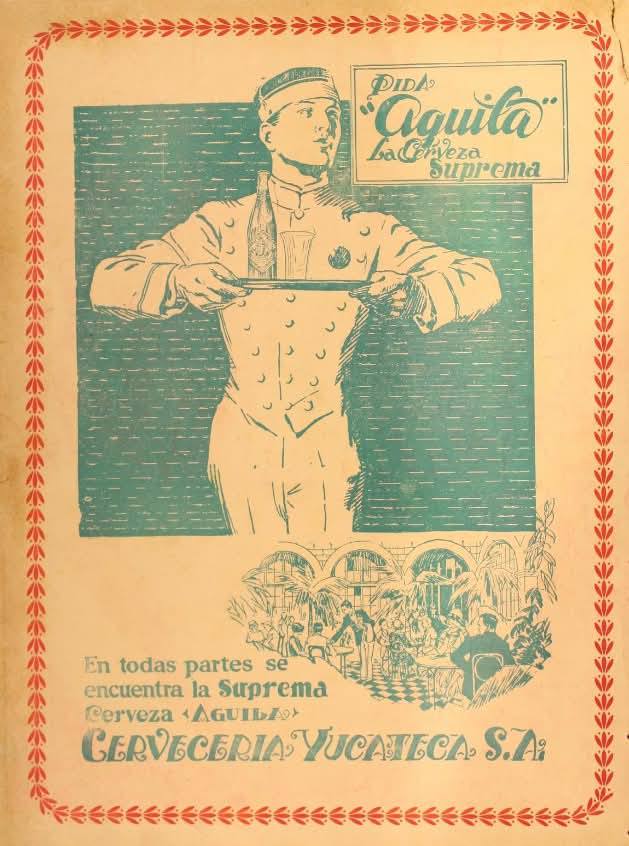 PIDA
"Aguila"
La Cerveza
Suprema
En todas partes se
encuentra la Suprema
Cerveza <AGUILA>
CERVECERIA YUCATECA S.A.